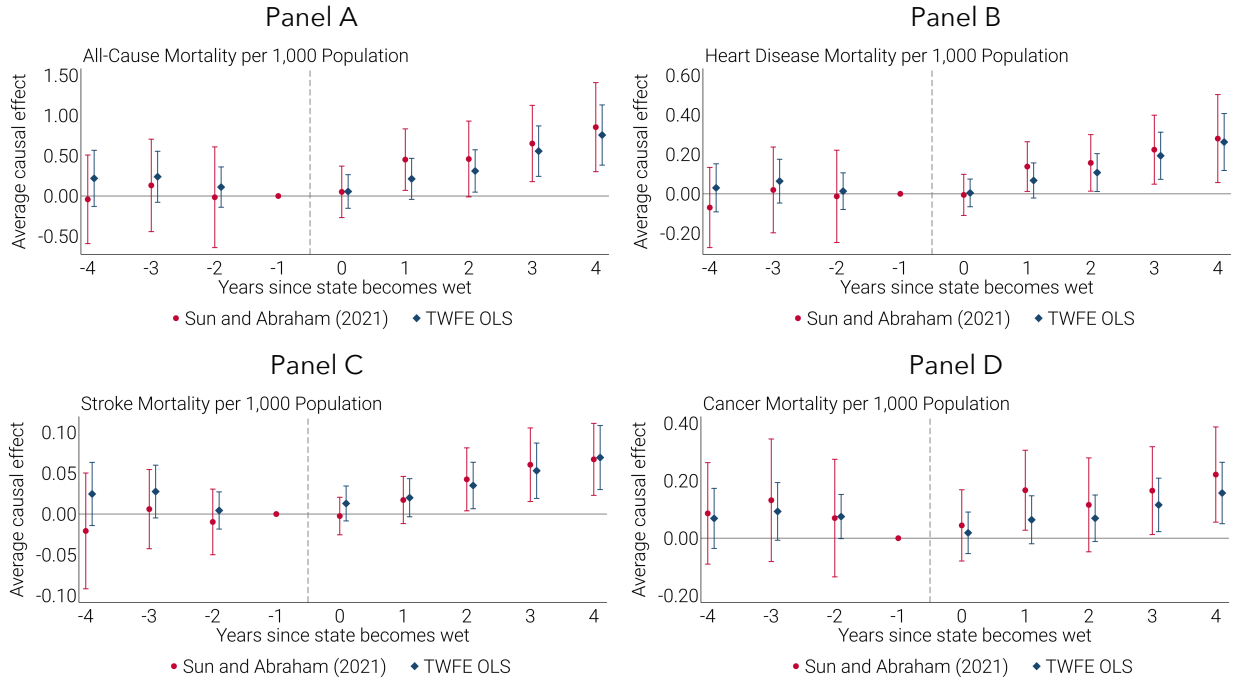 Panel A
All-Cause Mortality per 1,000 Population
Average causal effect
1.50
1.00
0.50
0.00
-0.50
-4 -3 -2 -1 0 1 2 3 4
Years since state becomes wet
Sun and Abraham (2021) TWFE OLS
Panel B
Heart Disease Mortality per 1,000 Population
Average causal effect
0.60
0.40
0.20
0.00
-0.20
-4 -3 -2 -1 0 1 2 3 4
Years since state becomes wet
Sun and Abraham (2021) TWFE OLS
Panel C
Stroke Mortality per 1,000 Population
Average causal effect
0.10
0.05
0.00
-0.05
-0.10
-4 -3 -2 -1 0 1 2 3 4
Years since state becomes wet
Sun and Abraham (2021) TWFE OLS
Panel D
Cancer Mortality per 1,000 Population
Average causal effect
0.40
0.20
0.00
-0.20
-4 -3 -2 -1 0 1 2 3 4
Years since state becomes wet
Sun and Abraham (2021) TWFE OLS